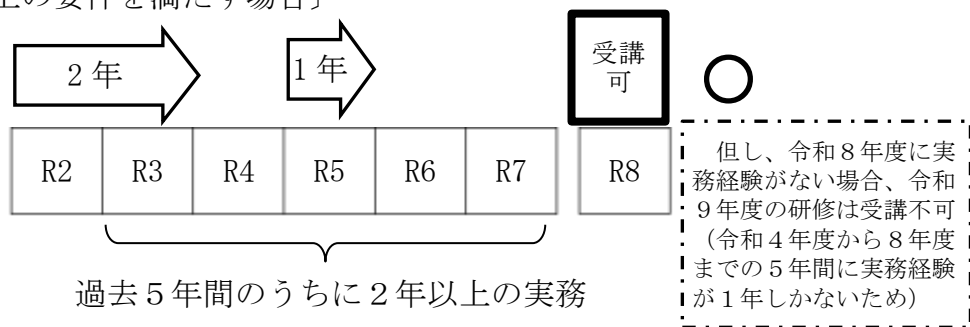 上の要件を満たす場合〕
2年
1年
受講
可
○
R2 R3 R4 R5 R6 R7 R8
過去5年間のうちに2年以上の実務
但し、令和8年度に実
務経験がない場合、令和
9年度の研修は受講不可
（令和4年度から8年度
までの5年間に実務経験
が1年しかないため）